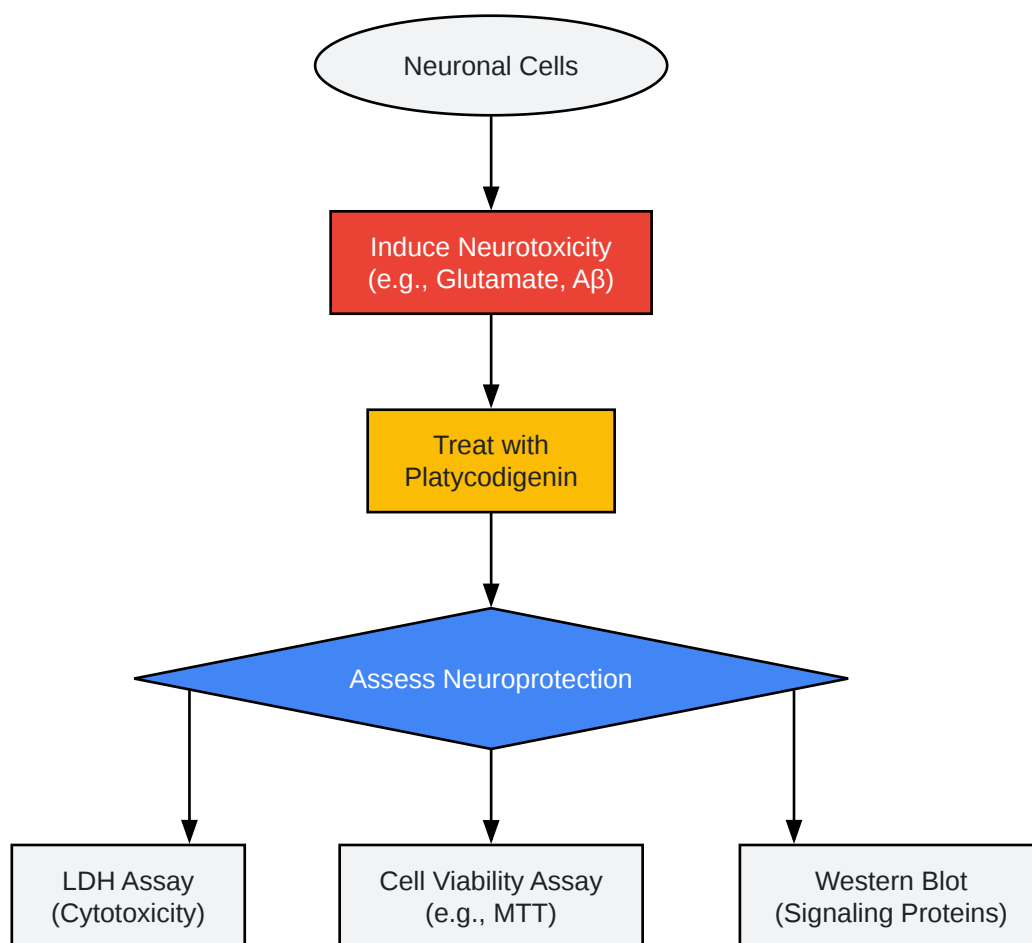 Neuronal Cells
Induce Neurotoxicity
(e.g., Glutamate, Aβ)
Treat with
Platycodigenin
Assess Neuroprotection
LDH Assay
(Cytotoxicity)
Cell Viability Assay
(e.g., MTT)
Western Blot
(Signaling Proteins)